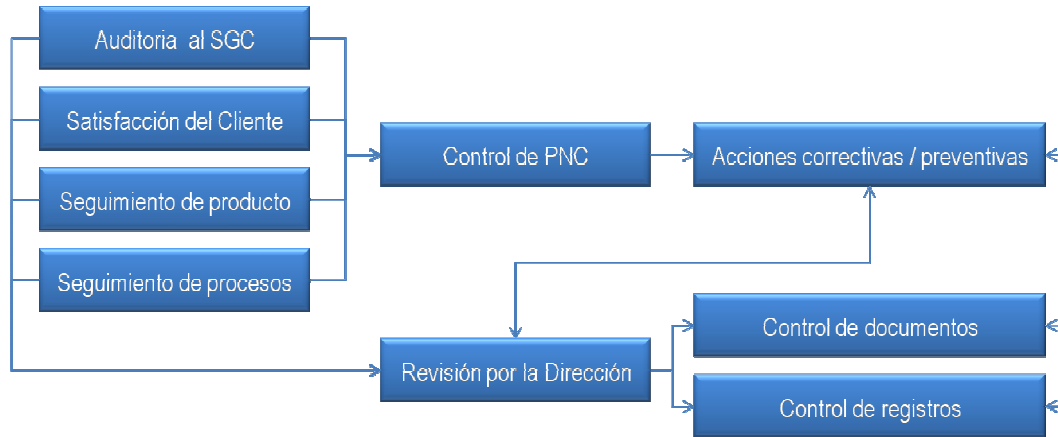 Auditoria al SGC
Satisfacción del Cliente
Seguimiento de producto
Seguimiento de procesos
Control de PNC
Acciones correctivas / preventivas
Revisión por la Dirección
Control de documentos
Control de registros